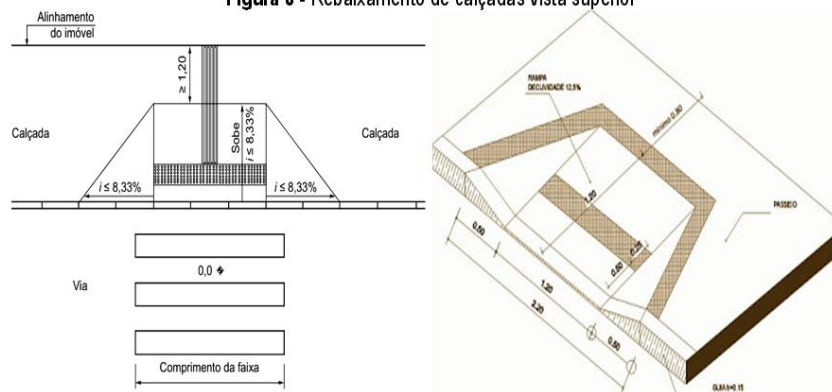 Figura 8 - Rebaixamento de calçadas vista superior
Alinhamento
do imóvel
≥ 1,20
Calçada
Sobe
i ≤ 8,33%
Calçada
i ≤ 8,33%
i ≤ 8,33%
Via
0,0
Comprimento da faixa
RAMPA
DECLIVIDADE 12,5%
mínimo 0,80
1.20
PASSEIO
0.50
0.25
0.50
1.20
2.20
0.50
GUIA h=0.15